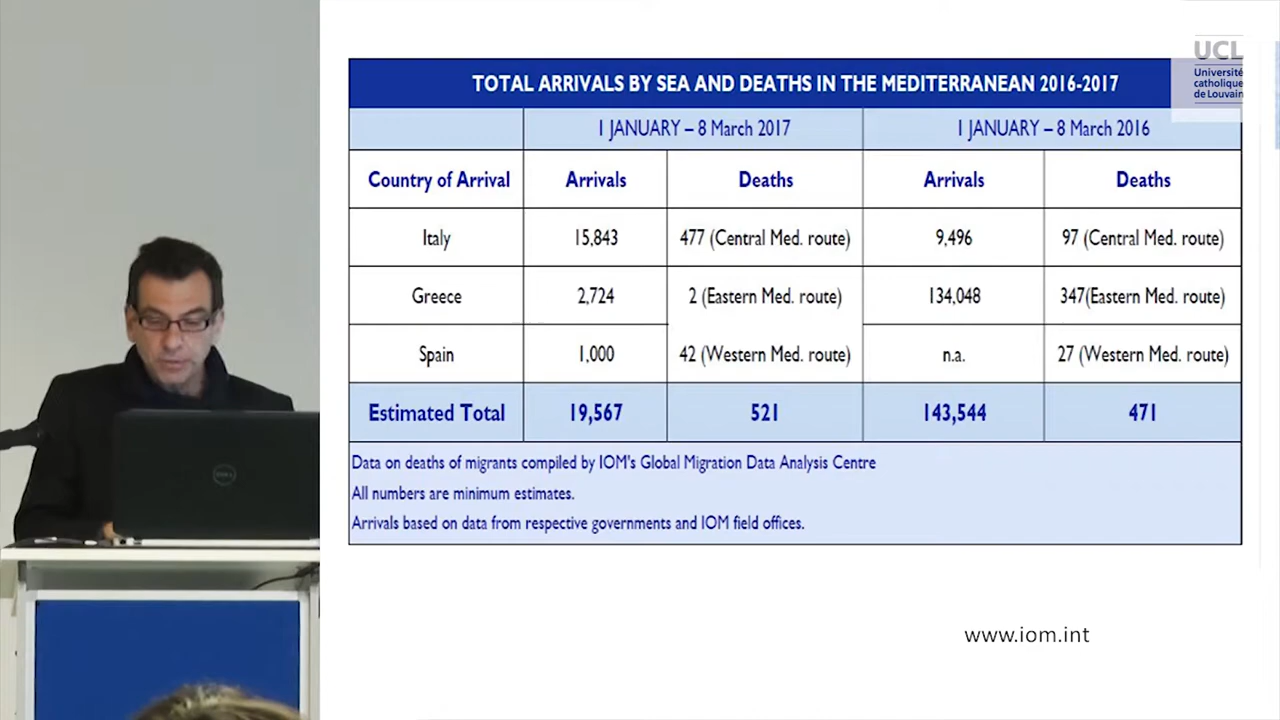 UCL
Université
catholique
de Louvain
TOTAL ARRIVALS BY SEA AND DEATHS IN THE MEDITERRANEAN 2016-2017
1 JANUARY – 8 March 2017 1 JANUARY – 8 March 2016
Country of Arrival Arrivals Deaths Arrivals Deaths
Italy 15,843 477 (Central Med. route) 9,496 97 (Central Med. route)
Greece 2,724 2 (Eastern Med. route) 134,048 347(Eastern Med. route)
Spain 1,000 42 (Western Med. route) n.a. 27 (Western Med. route)
Estimated Total 19,567 521 143,544 471
Data on deaths of migrants compiled by IOM's Global Migration Data Analysis Centre
All numbers are minimum estimates.
Arrivals based on data from respective governments and IOM field offices.
www.iom.int
DELL